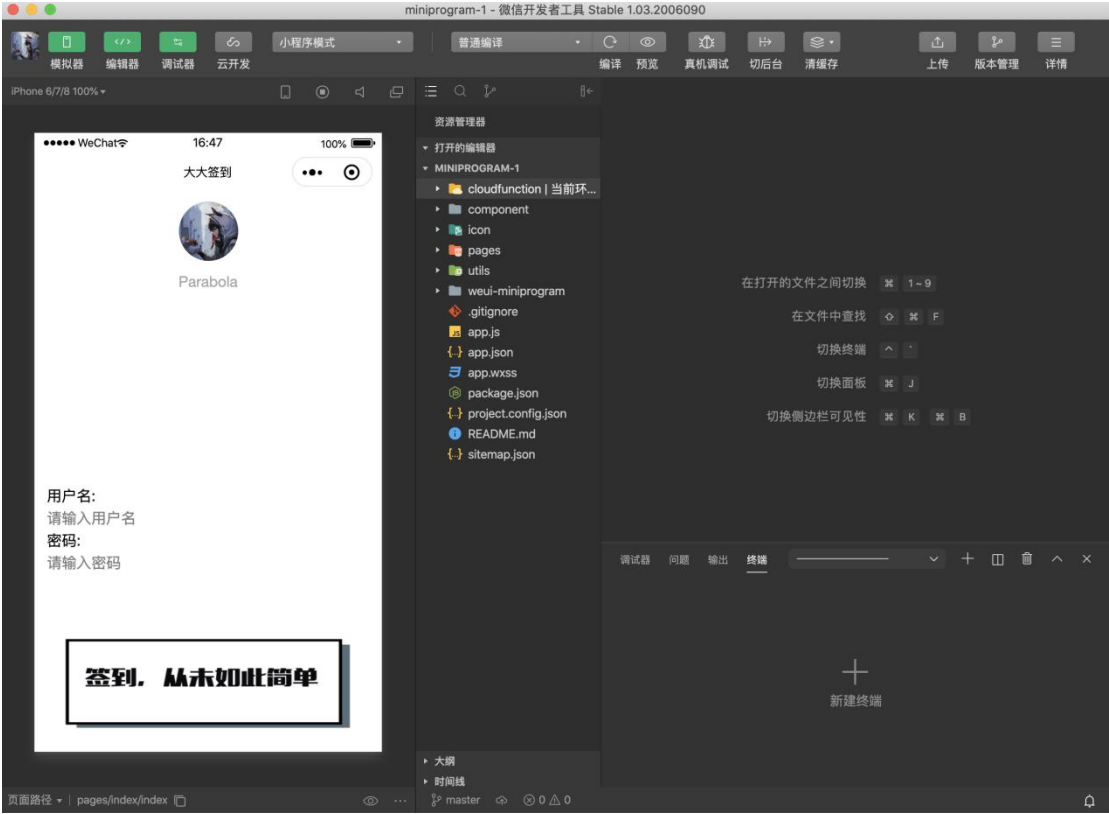 miniprogram-1 - 微信开发者工具 Stable 1.03.2006090
模拟器 编辑器 调试器 云开发 小程序模式 普通编译 编译 预览 真机调试 切后台 清缓存 上传 版本管理 详情
iPhone 6/7/8 100%
WeChat 16:47 100%
大大签到
Parabola
用户名:
请输入用户名
密码:
请输入密码
签到, 从未如此简单
页面路径 | pages/index/index
资源管理器
打开的编辑器
MINIPROGRAM-1
cloudfunction | 当前环...
component
icon
pages
utils
weui-miniprogram
.gitignore
JS app.js
{..} app.json
app.wxss
package.json
{..} project.config.json
README.md
{..} sitemap.json
大纲
时间线
master 0 0
在打开的文件之间切换 ⌘ 1~9
在文件中查找 ⇧ ⌘ F
切换终端 ^ `
切换面板 ⌘ J
切换侧边栏可见性 ⌘ K ⌘ B
调试器 问题 输出 终端
新建终端